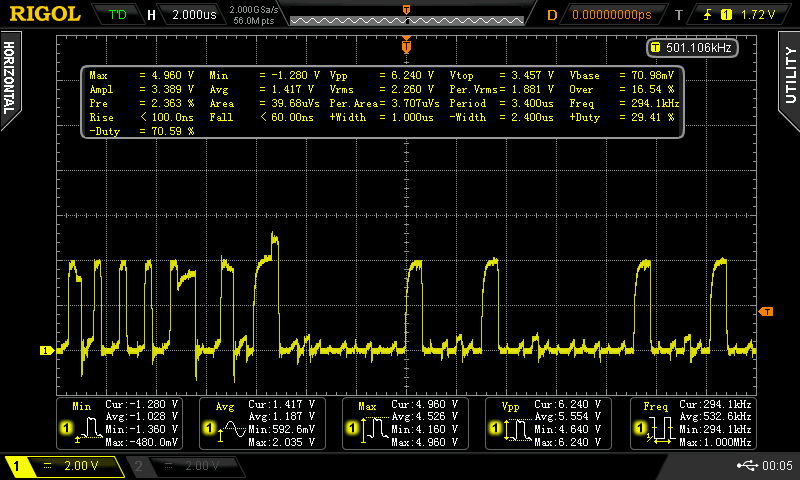 RIGOL T'D H 2.000us 2.000GSa/s 56.0M pts T D 0.00000000ps T 1 1.72 V
HORIZONTAL
UTILITY
T
T 501.106kHz
Max = 4.960 V Min = -1.280 V Vpp = 6.240 V Vtop = 3.457 V Vbase = 70.98mV
Ampl = 3.389 V Avg = 1.417 V Vrms = 2.260 V Per.Vrms= 1.881 V Over = 16.54 %
Pre = 2.363 % Area = 39.68uVs Per.Area= 3.707uVs Period = 3.400us Freq = 294.1kHz
Rise < 100.0ns Fall < 60.00ns +Width = 1.000us -Width = 2.400us +Duty = 29.41 %
-Duty = 70.59 %
T
1
Min Cur:-1.280 V Avg Cur:1.417 V Max Cur:4.960 V Vpp Cur:6.240 V Freq Cur:294.1kHz
Avg:-1.028 V Avg:1.187 V Avg:4.526 V Avg:5.554 V Avg:532.6kHz
1 Min:-1.360 V 1 Min:592.6mV 1 Min:4.160 V 1 Min:4.640 V 1 Min:294.1kHz
Max:-480.0mV Max:2.035 V Max:4.960 V Max:6.240 V Max:1.000MHz
1 2.00 V 2 2.00 V 00:05